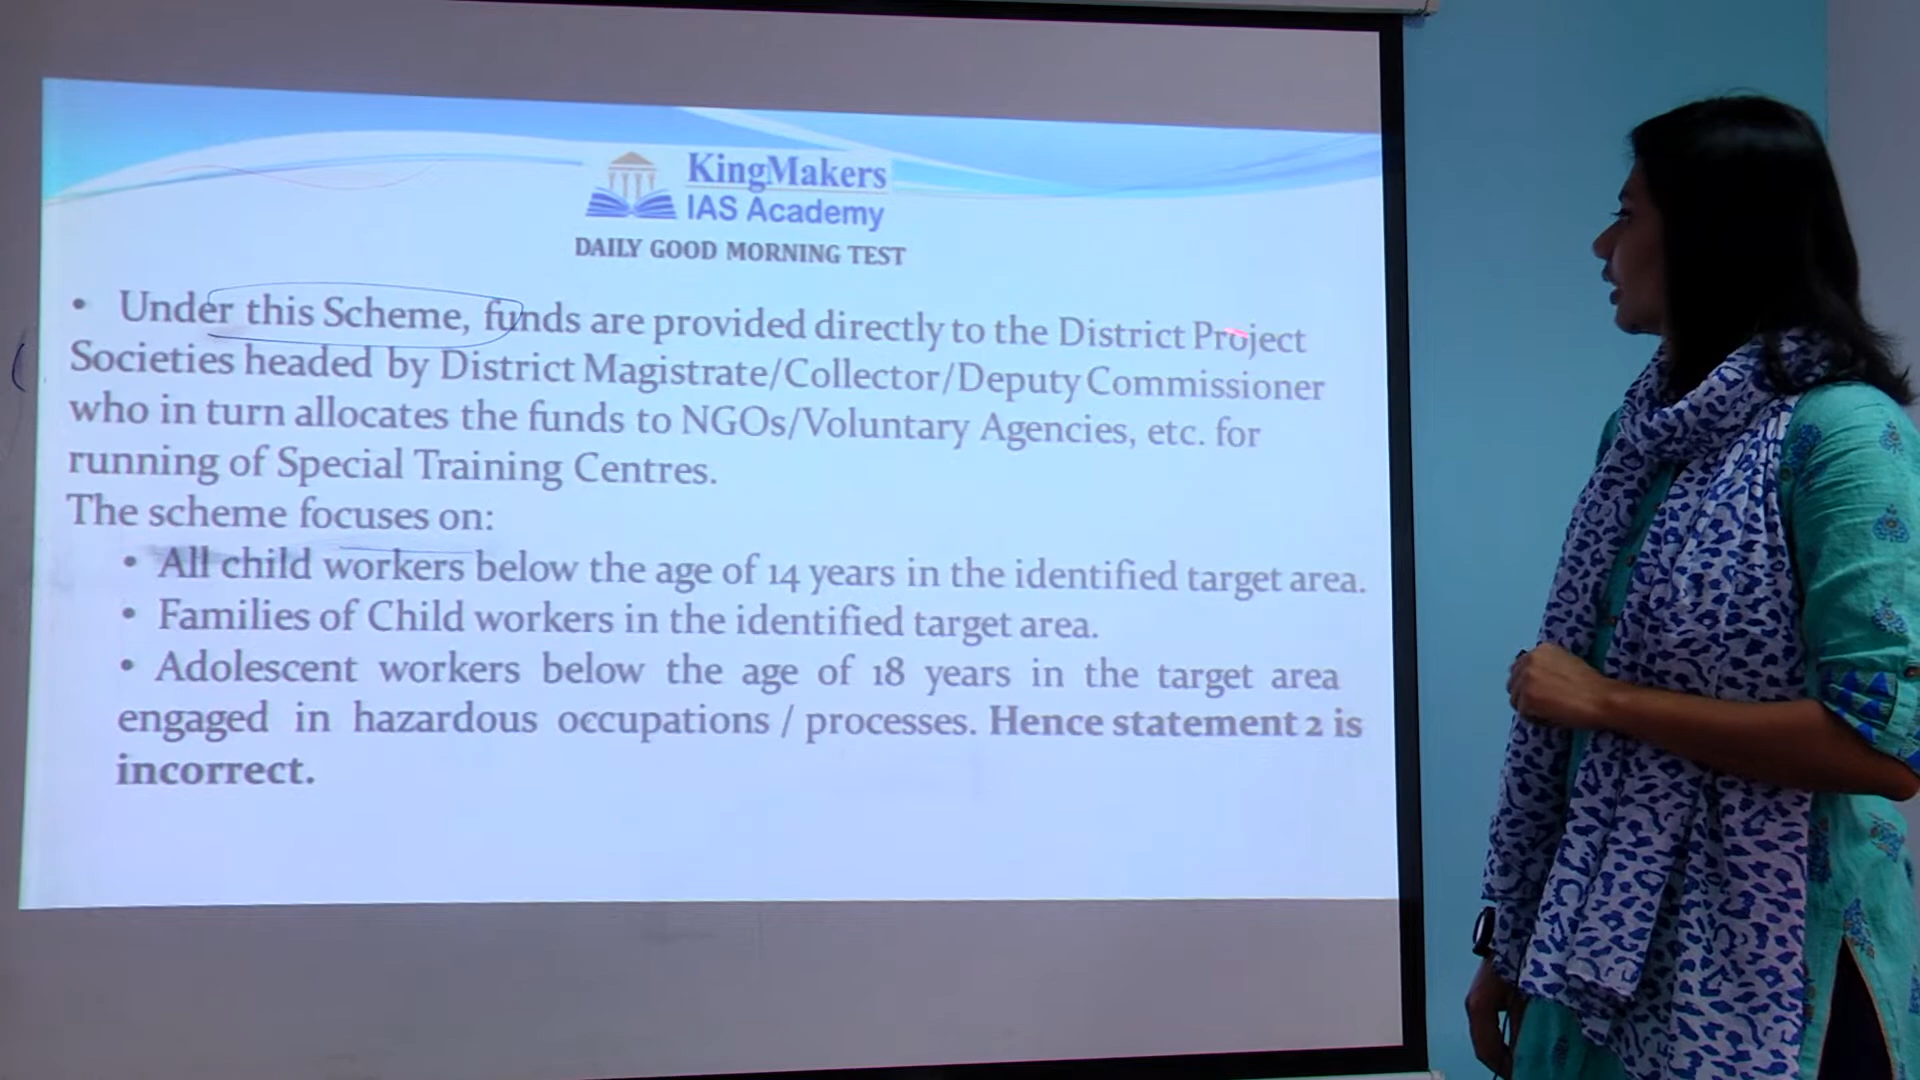 KingMakers
IAS Academy
DAILY GOOD MORNING TEST
• Under this Scheme, funds are provided directly to the District Project
Societies headed by District Magistrate/Collector/Deputy Commissioner
who in turn allocates the funds to NGOs/Voluntary Agencies, etc. for
running of Special Training Centres.
The scheme focuses on:
• All child workers below the age of 14 years in the identified target area.
• Families of Child workers in the identified target area.
• Adolescent workers below the age of 18 years in the target area
engaged in hazardous occupations / processes. Hence statement 2 is
incorrect.